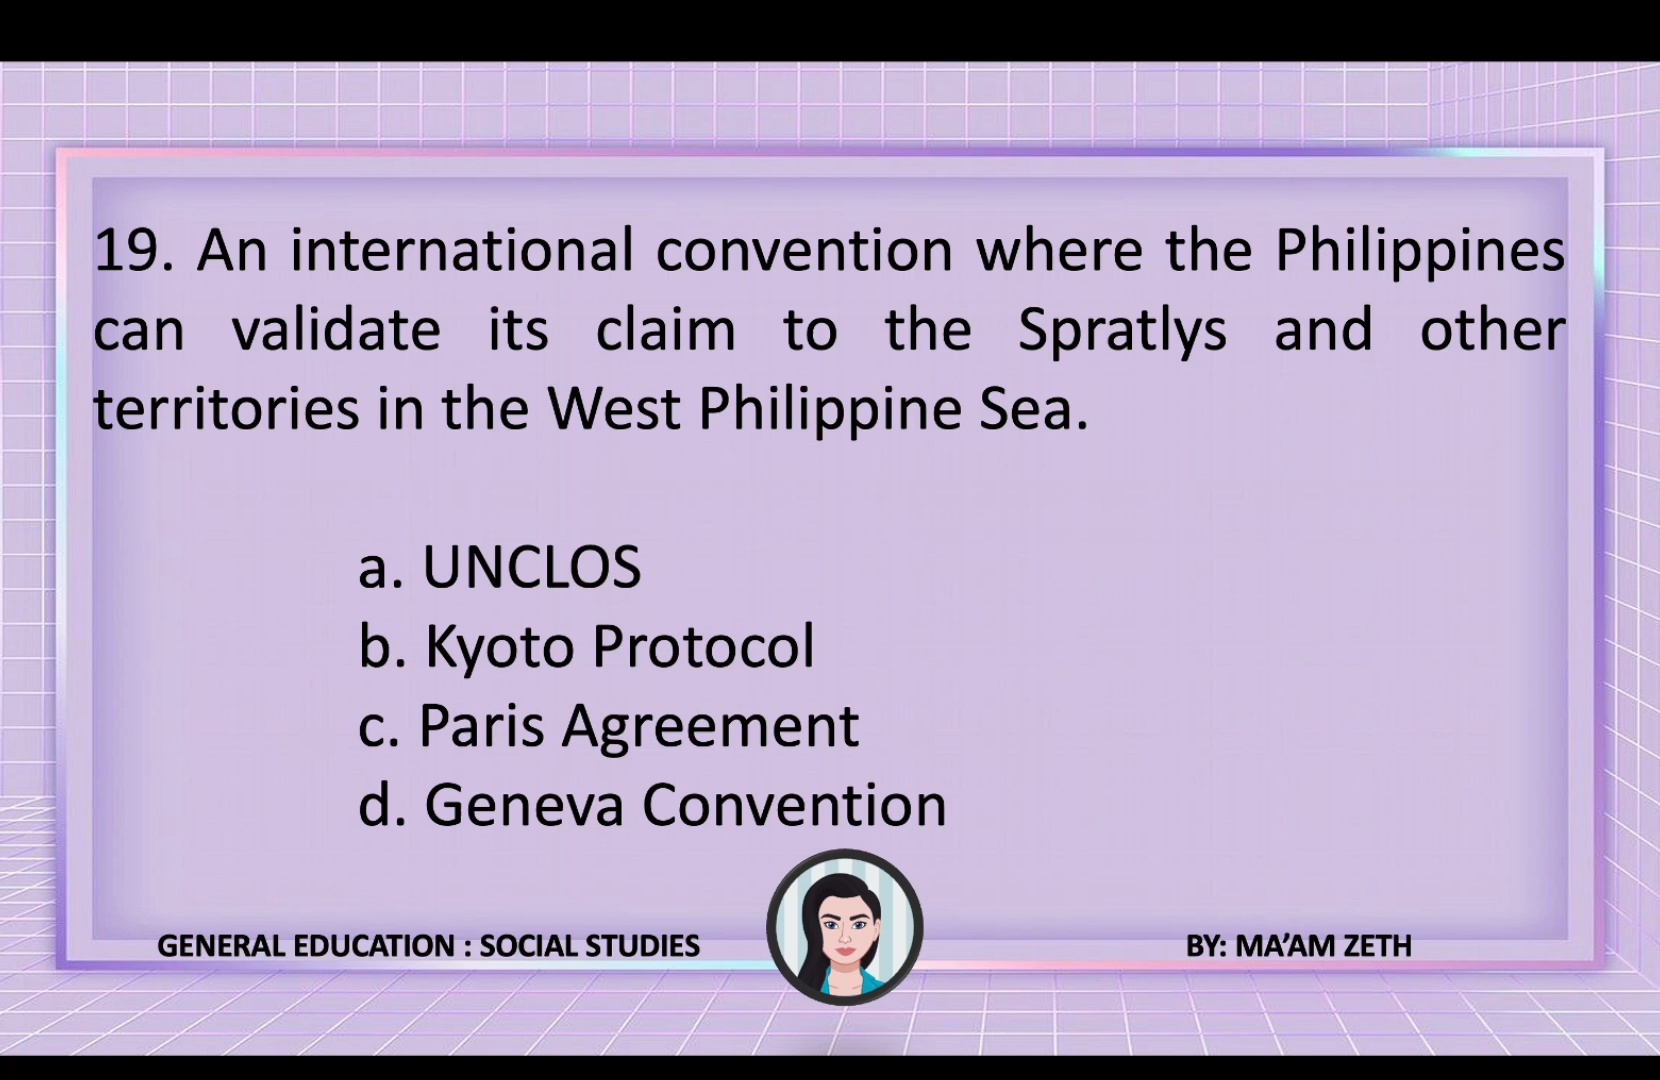 19. An international convention where the Philippines
can validate its claim to the Spratlys and other
territories in the West Philippine Sea.
a. UNCLOS
b. Kyoto Protocol
c. Paris Agreement
d. Geneva Convention
GENERAL EDUCATION : SOCIAL STUDIES
BY: MA’AM ZETH